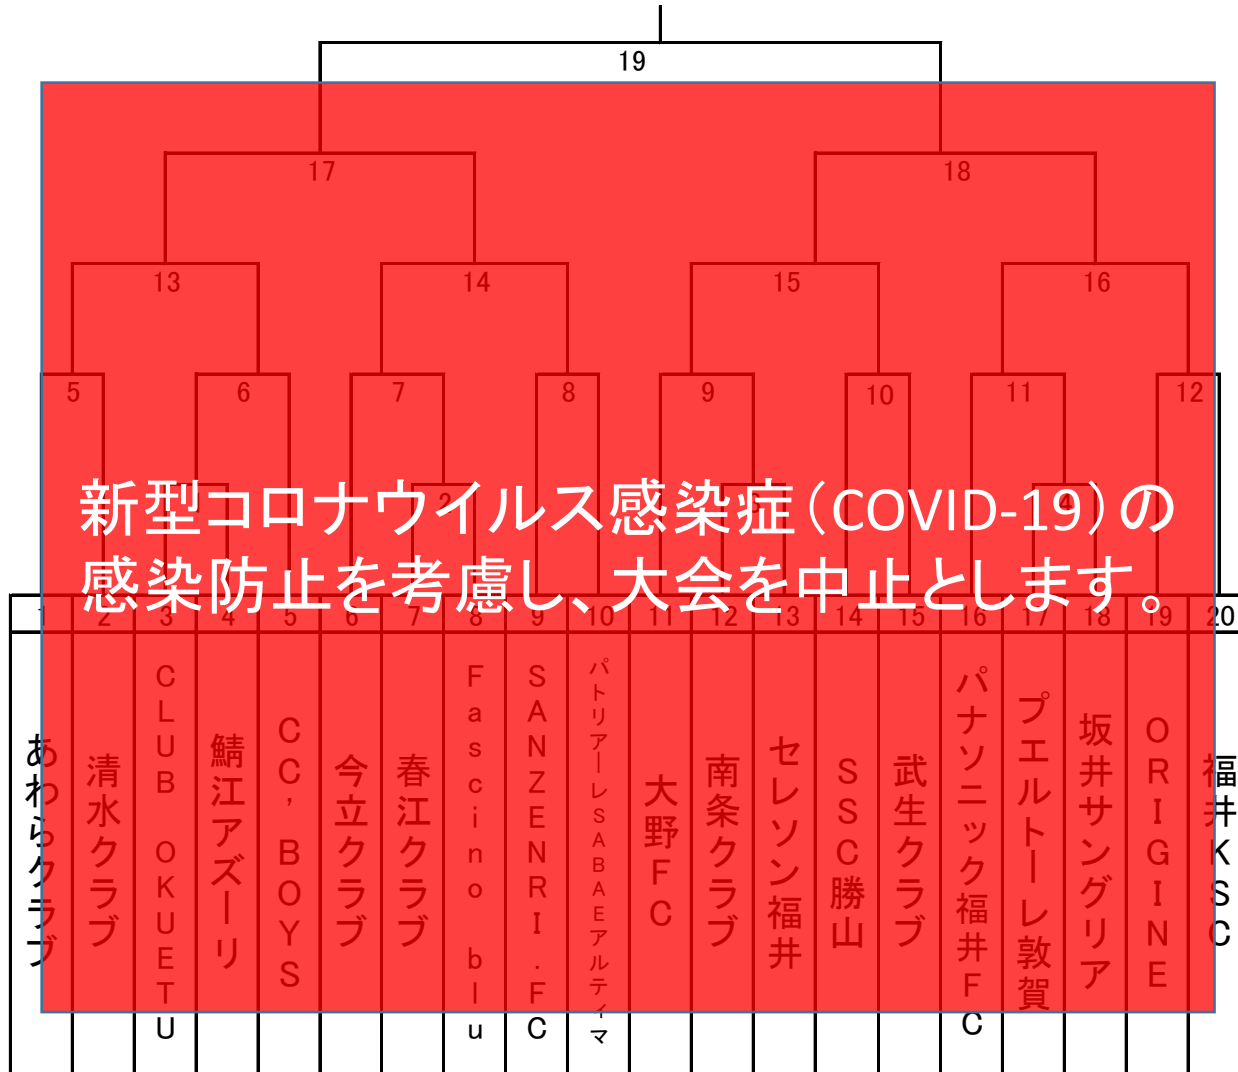 19
17
18
13
14
15
16
5
6
7
8
9
10
11
12
1
2
3
4
新型コロナウイルス感染症（COVID-19）の
感染防止を考慮し、大会を中止とします。
1
2
3
4
5
6
7
8
9
10
11
12
13
14
15
16
17
18
19
20
あわらクラブ
清水クラブ
CLUB OKUETU
鯖江アズーリ
CC’BOYS
今立クラブ
春江クラブ
Fascino blu
SANZENRI.FC
パトリアーレSABAEアルティマ
大野FC
南条クラブ
セレソン福井
SSC勝山
武生クラブ
パナソニック福井FC
プエルトーレ敦賀
坂井サングリア
ORIGINE
福井KSC